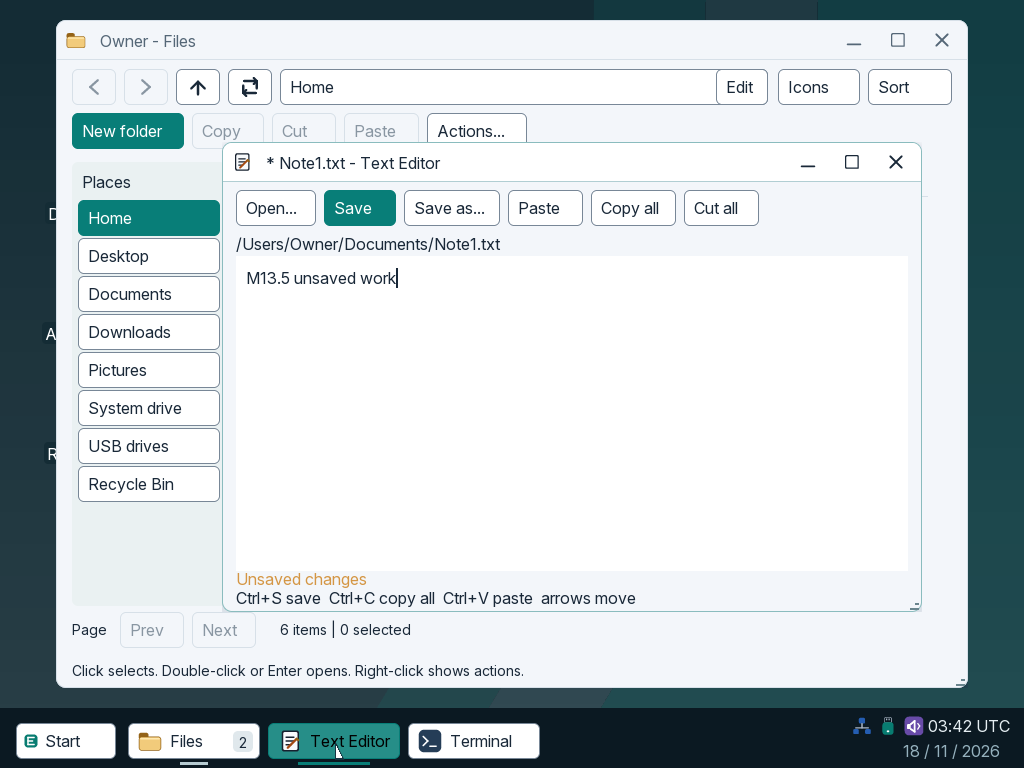 Owner - Files
Home
Edit
Icons
Sort
New folder
Copy
Cut
Paste
Actions...
Places
Home
Desktop
Documents
Downloads
Pictures
System drive
USB drives
Recycle Bin
* Note1.txt - Text Editor
Open...
Save
Save as...
Paste
Copy all
Cut all
/Users/Owner/Documents/Note1.txt
M13.5 unsaved work
Unsaved changes
Ctrl+S save  Ctrl+C copy all  Ctrl+V paste  arrows move
Page
Prev
Next
6 items | 0 selected
Click selects. Double-click or Enter opens. Right-click shows actions.
Start
Files
2
Text Editor
Terminal
03:42 UTC
18 / 11 / 2026